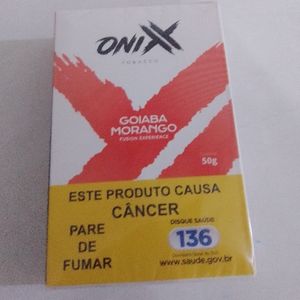 ONIX
TOBACCO
GOIABA
MORANGO
FUSION EXPERIENCE
50g
ESTE PRODUTO CAUSA
CÂNCER
PARE
DE
FUMAR
DISQUE SAÚDE
136
www.saude.gov.br